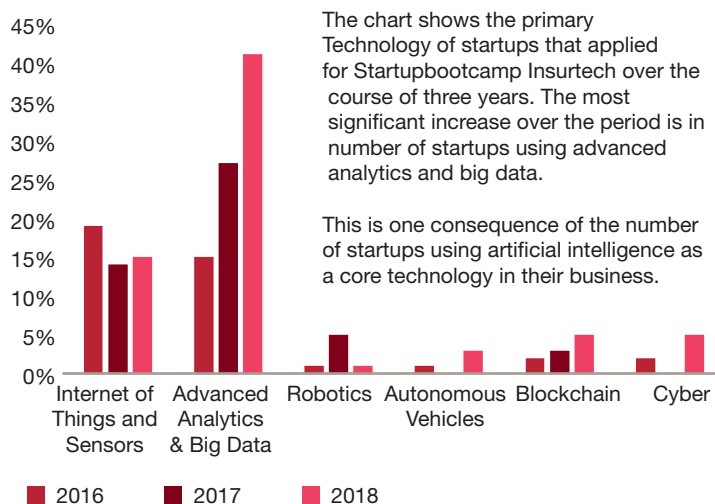 45%
40%
35%
30%
25%
20%
15%
10%
5%
0%
The chart shows the primary
Technology of startups that applied
for Startupbootcamp Insurtech over the
course of three years. The most
significant increase over the period is in
number of startups using advanced
analytics and big data.
This is one consequence of the number
of startups using artificial intelligence as
a core technology in their business.
Internet of
Things and
Sensors
Advanced
Analytics
& Big Data
Robotics
Autonomous
Vehicles
Blockchain
Cyber
2016
2017
2018